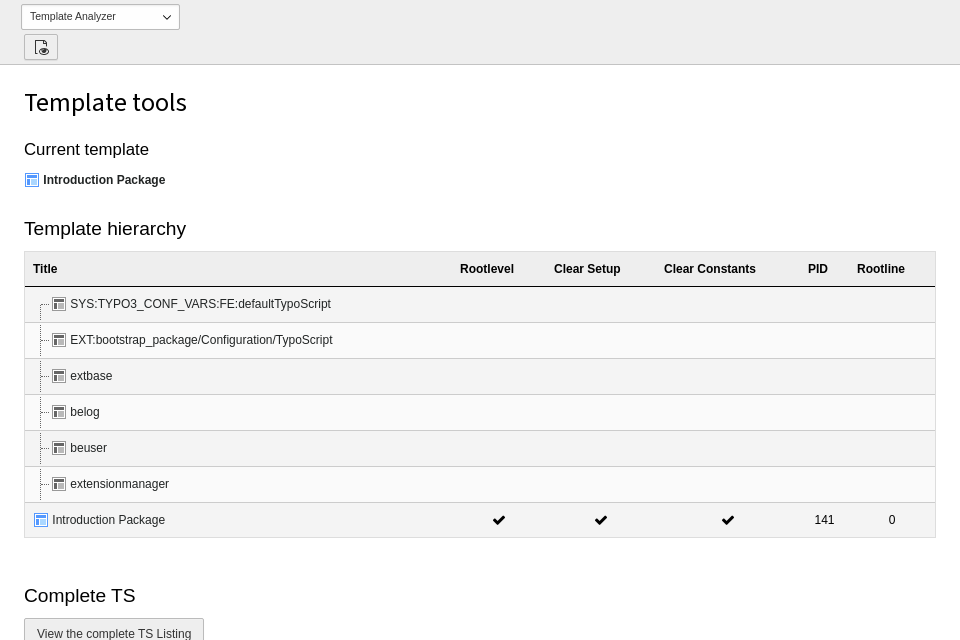 Template Analyzer
Template tools
Current template
Introduction Package
Template hierarchy
Title Rootlevel Clear Setup Clear Constants PID Rootline
SYS:TYPO3_CONF_VARS:FE:defaultTypoScript
EXT:bootstrap_package/Configuration/TypoScript
extbase
belog
beuser
extensionmanager
Introduction Package 141 0
Complete TS
View the complete TS Listing